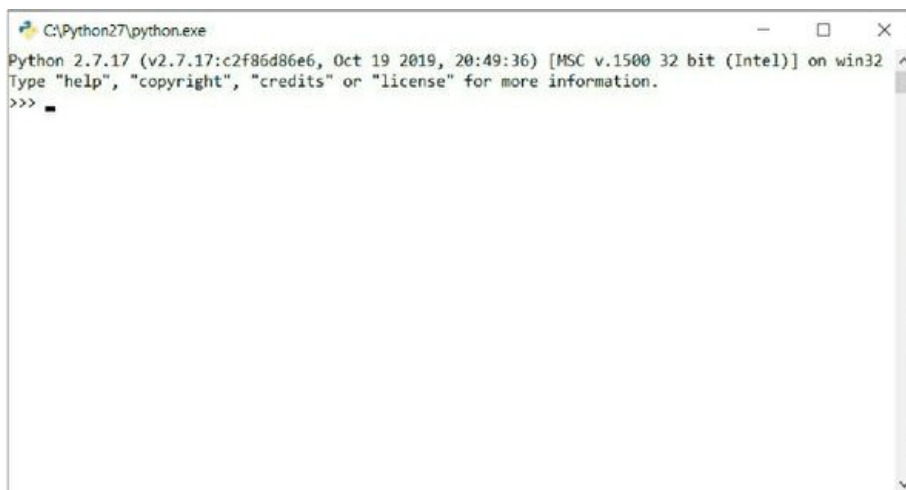 C:\Python27\python.exe
Python 2.7.17 (v2.7.17:c2f86d86e6, Oct 19 2019, 20:49:36) [MSC v.1500 32 bit (Intel)] on win32
Type "help", "copyright", "credits" or "license" for more information.
>>>